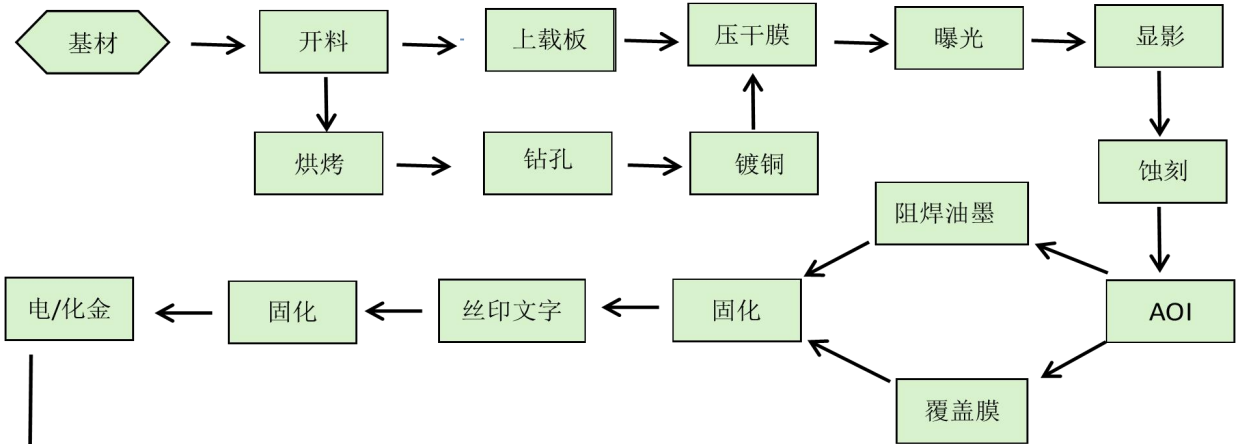 基材
开料
上载板
压干膜
曝光
显影
烘烤
钻孔
镀铜
蚀刻
阻焊油墨
电/化金
固化
丝印文字
固化
AOI
覆盖膜